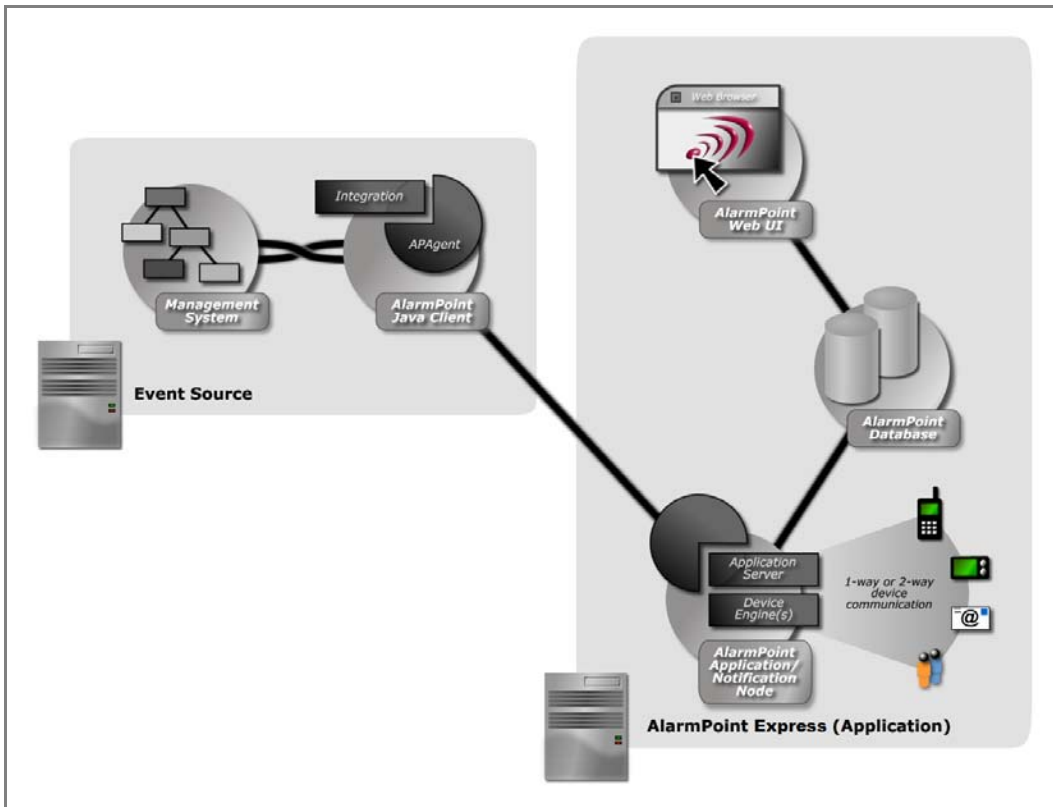 Web Browser
AlarmPoint
Web UI
Integration
APAgent
Management
System
AlarmPoint
Java Client
Event Source
AlarmPoint
Database
Application
Server
Device
Engine(s)
1-way or 2-way
device
communication
@
AlarmPoint
Application/
Notification
Node
AlarmPoint Express (Application)